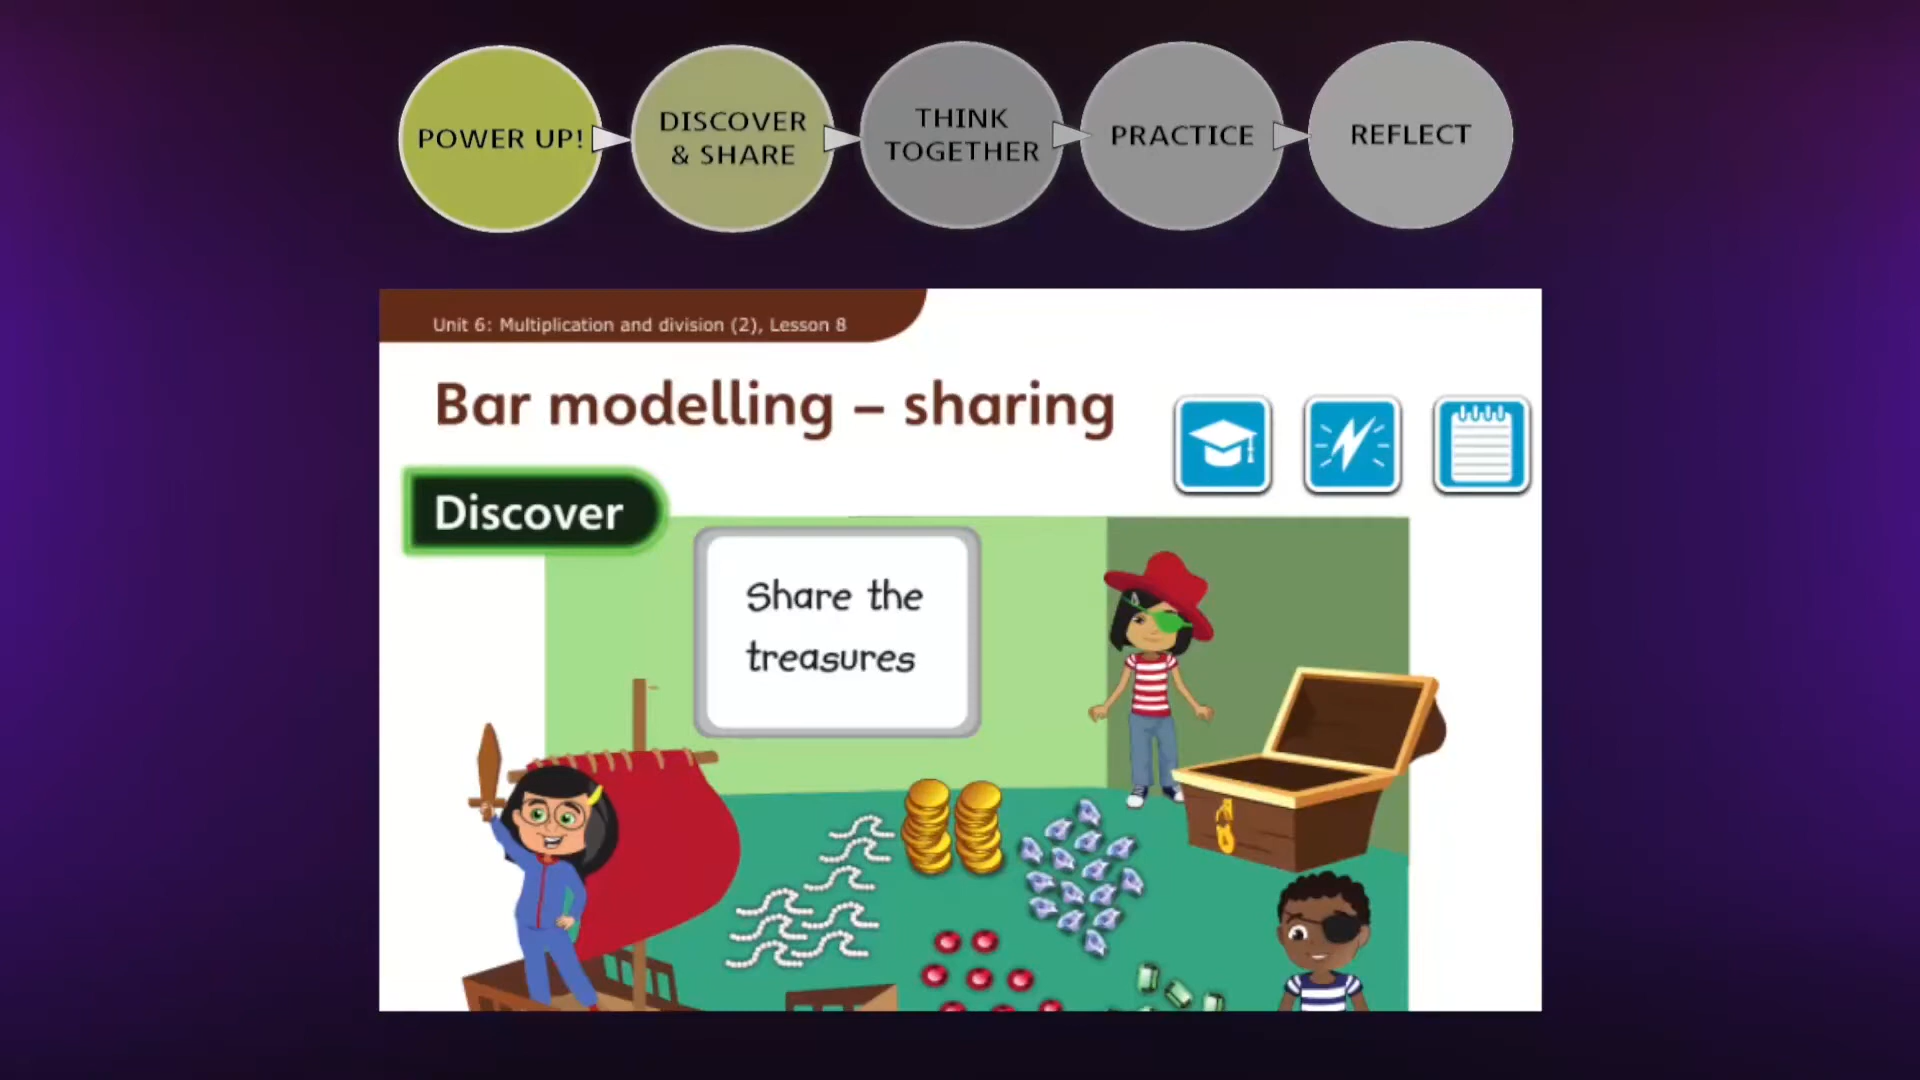 POWER UP!
DISCOVER
& SHARE
THINK
TOGETHER
PRACTICE
REFLECT
Unit 6: Multiplication and division (2), Lesson 8
Bar modelling – sharing
Discover
Share the
treasures